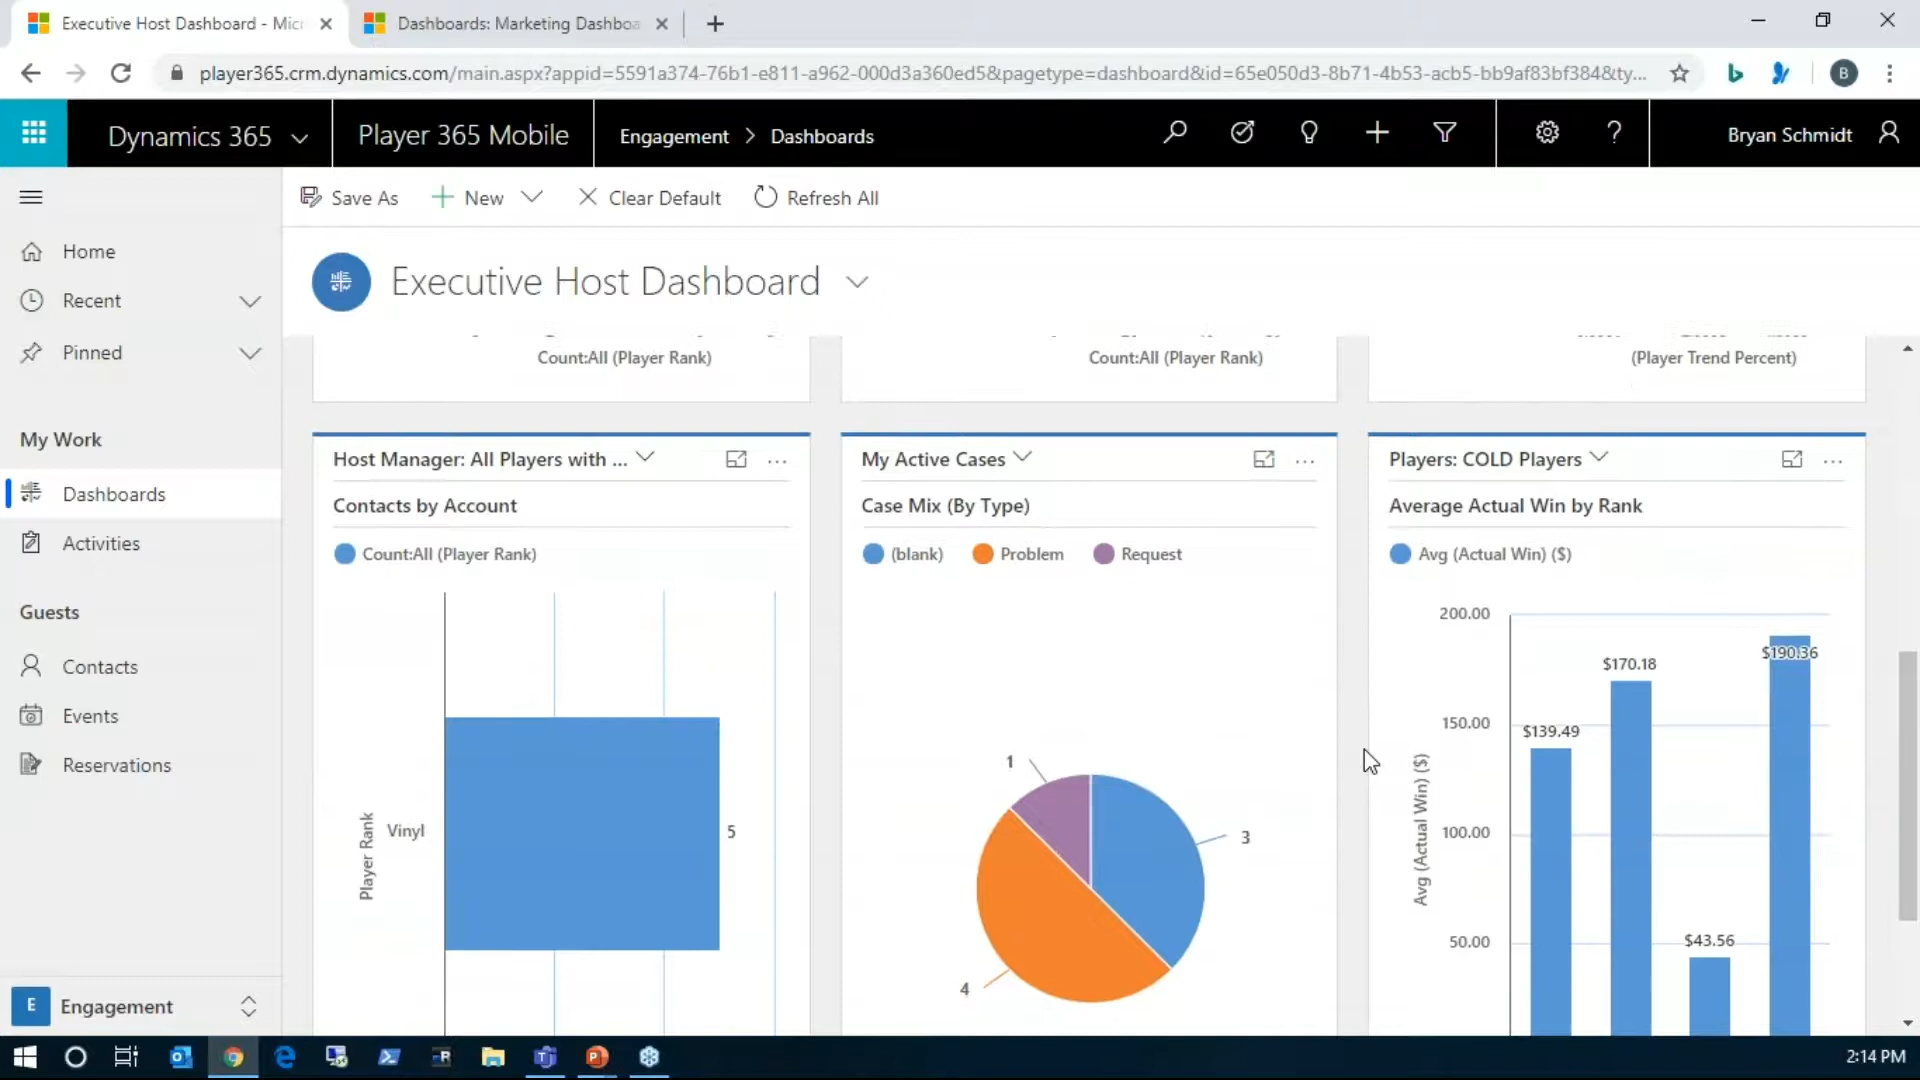 Executive Host Dashboard - Micr
Dashboards: Marketing Dashboa
player365.crm.dynamics.com/main.aspx?appid=5591a374-76b1-e811-a962-000d3a360ed5&pagetype=dashboard&id=65e050d3-8b71-4b53-acb5-bb9af83bf384&ty...
B
Dynamics 365
Player 365 Mobile
Engagement > Dashboards
Bryan Schmidt
Save As
New
Clear Default
Refresh All
Home
Recent
Pinned
My Work
Dashboards
Activities
Guests
Contacts
Events
Reservations
E
Engagement
Executive Host Dashboard
Count:All (Player Rank)
Count:All (Player Rank)
(Player Trend Percent)
Host Manager: All Players with ...
Contacts by Account
Count:All (Player Rank)
Player Rank
Vinyl
5
My Active Cases
Case Mix (By Type)
(blank)
Problem
Request
1
3
4
Players: COLD Players
Average Actual Win by Rank
Avg (Actual Win) ($)
Avg (Actual Win) ($)
200.00
150.00
100.00
50.00
$139.49
$170.18
$43.56
$190.36
2:14 PM